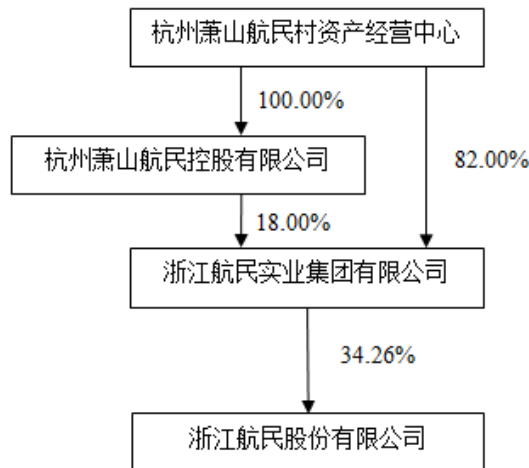 杭州萧山航民村资产经营中心
100.00%
杭州萧山航民控股有限公司
82.00%
18.00%
浙江航民实业集团有限公司
34.26%
浙江航民股份有限公司